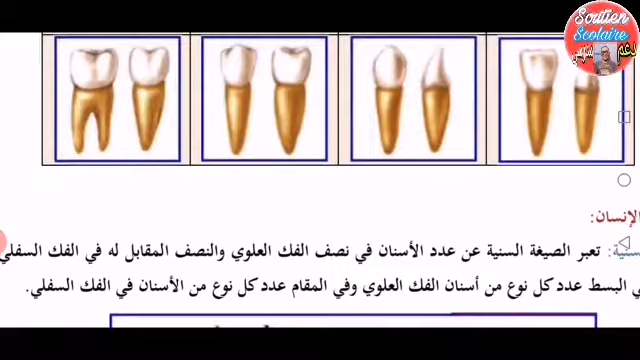 Soutien
Scolaire
دعم
الإنسان:
تعبر الصيغة السنية عن عدد الأسنان في نصف الفك العلوي والنصف المقابل له في الفك السفلي
البسط عدد كل نوع من أسنان الفك العلوي وفي المقام عدد كل نوع من الأسنان في الفك السفلي.